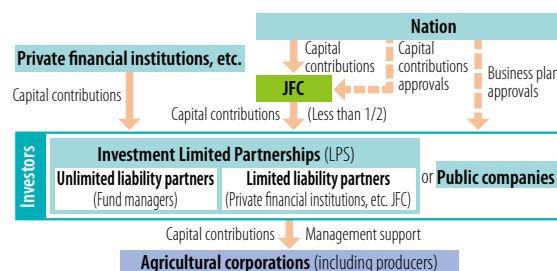 Nation
Private financial institutions, etc.
Capital
contributions
Capital
contributions
approvals
Business plan
approvals
JFC
Capital contributions
Capital contributions (Less than 1/2)
Investors
Investment Limited Partnerships (LPS)
Unlimited liability partners
(Fund managers)
Limited liability partners
(Private financial institutions, etc. JFC)
or Public companies
Capital contributions Management support
Agricultural corporations (including producers)